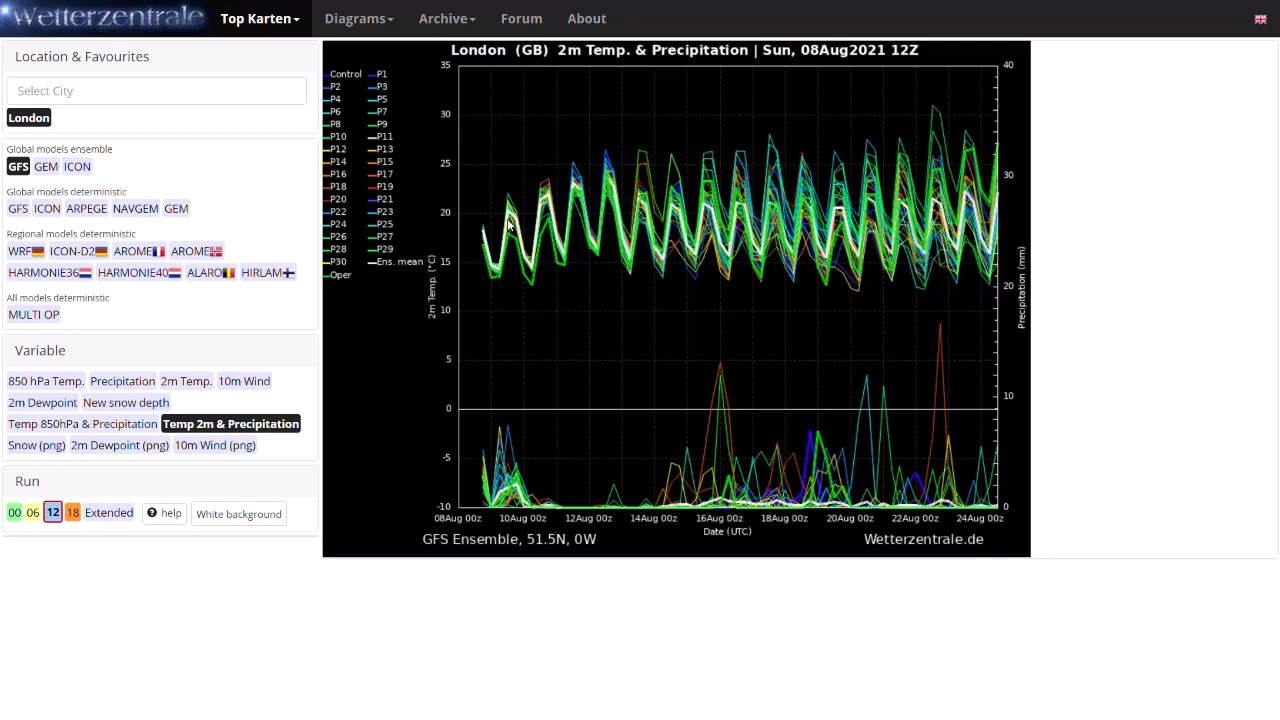 Wetterzentrale Top Karten Diagrams Archive Forum About
Location & Favourites
Select City
London
Global models ensemble
GFS GEM ICON
Global models deterministic
GFS ICON ARPEGE NAVGEM GEM
Regional models deterministic
WRF ICON-D2 AROME AROME
HARMONIE36 HARMONIE40 ALARO HIRLAM
All models deterministic
MULTI OP
Variable
850 hPa Temp. Precipitation 2m Temp. 10m Wind
2m Dewpoint New snow depth
Temp 850hPa & Precipitation Temp 2m & Precipitation
Snow (png) 2m Dewpoint (png) 10m Wind (png)
Run
00 06 12 18 Extended help White background
London (GB) 2m Temp. & Precipitation | Sun, 08Aug2021 12Z
Control P1
P2 P3
P4 P5
P6 P7
P8 P9
P10 P11
P12 P13
P14 P15
P16 P17
P18 P19
P20 P21
P22 P23
P24 P25
P26 P27
P28 P29
P30 Ens. mean
Oper
2m Temp. (°C)
35
30
25
20
15
10
5
0
-5
-10
40
30
20
10
0
Precipitation (mm)
08Aug 00z 10Aug 00z 12Aug 00z 14Aug 00z 16Aug 00z 18Aug 00z 20Aug 00z 22Aug 00z 24Aug 00z
Date (UTC)
GFS Ensemble, 51.5N, 0W Wetterzentrale.de